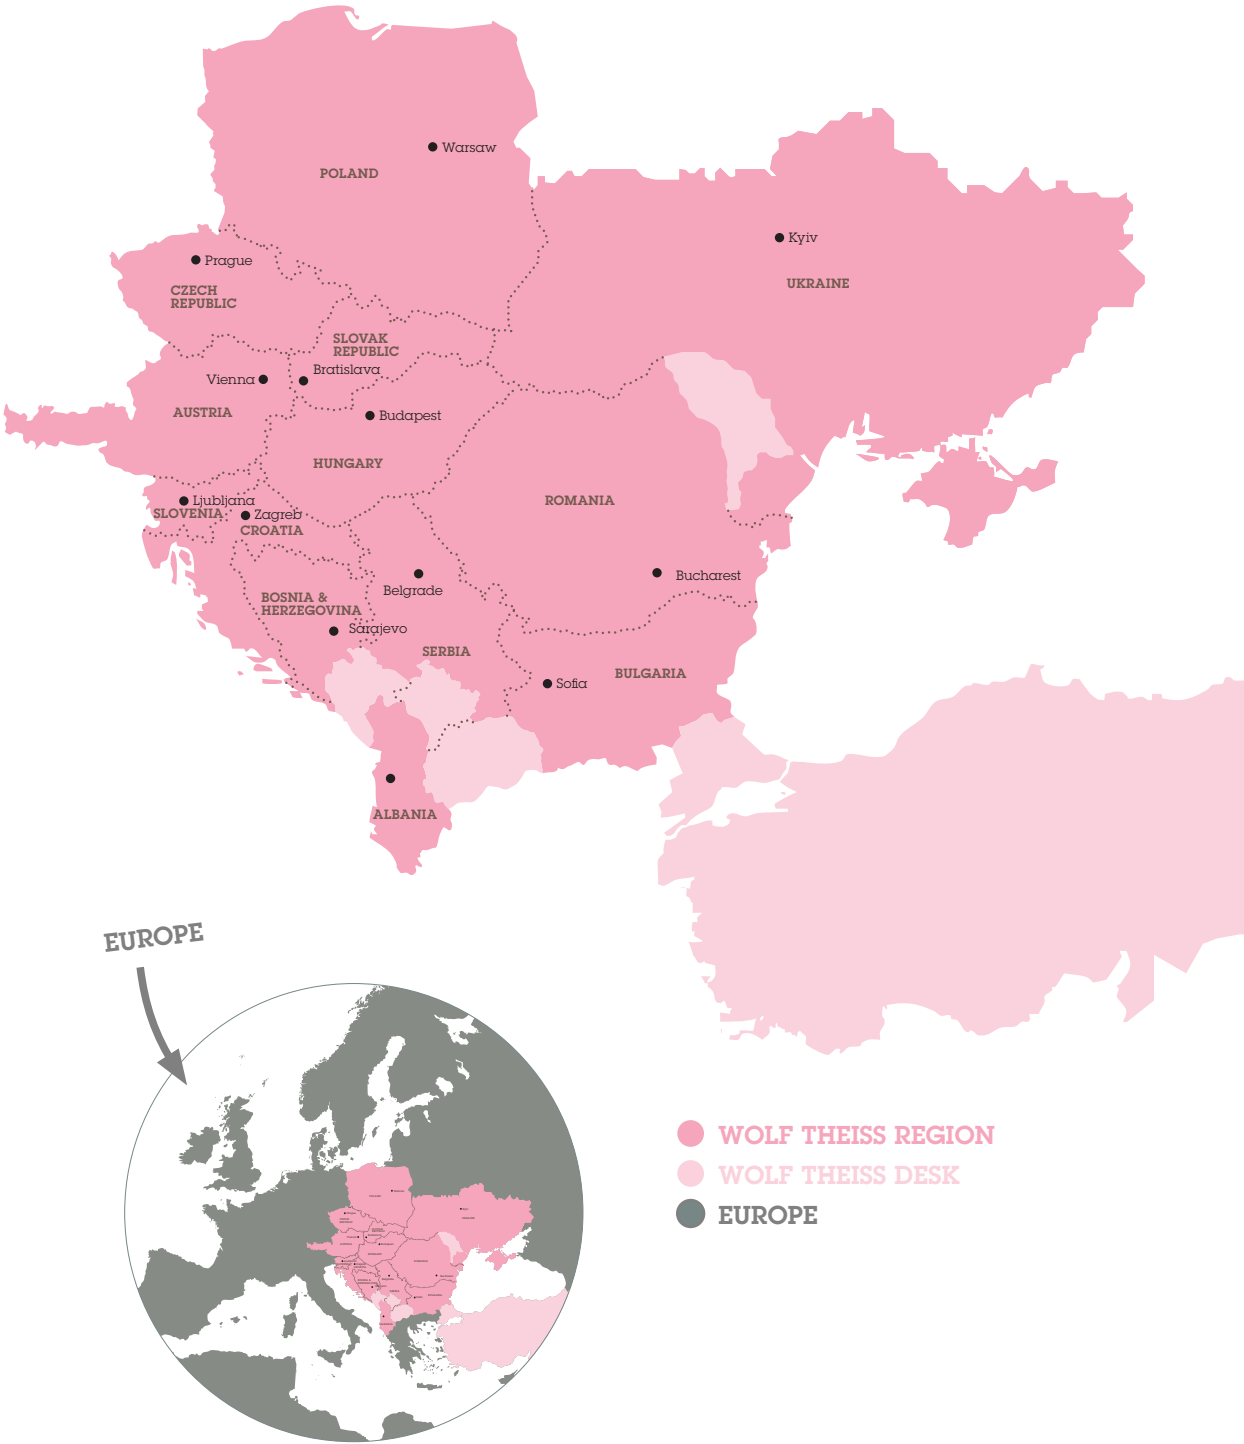 Warsaw
POLAND
Kyiv
Prague
UKRAINE
CZECH
REPUBLIC
SLOVAK
REPUBLIC
Bratislava
Vienna
AUSTRIA
Budapest
HUNGARY
Ljubljana
SLOVENIA
Zagreb
CROATIA
ROMANIA
Bucharest
Belgrade
BOSNIA &
HERZEGOVINA
Sarajevo
SERBIA
BULGARIA
Sofia
ALBANIA
EUROPE
WOLF THEISS REGION
WOLF THEISS DESK
EUROPE